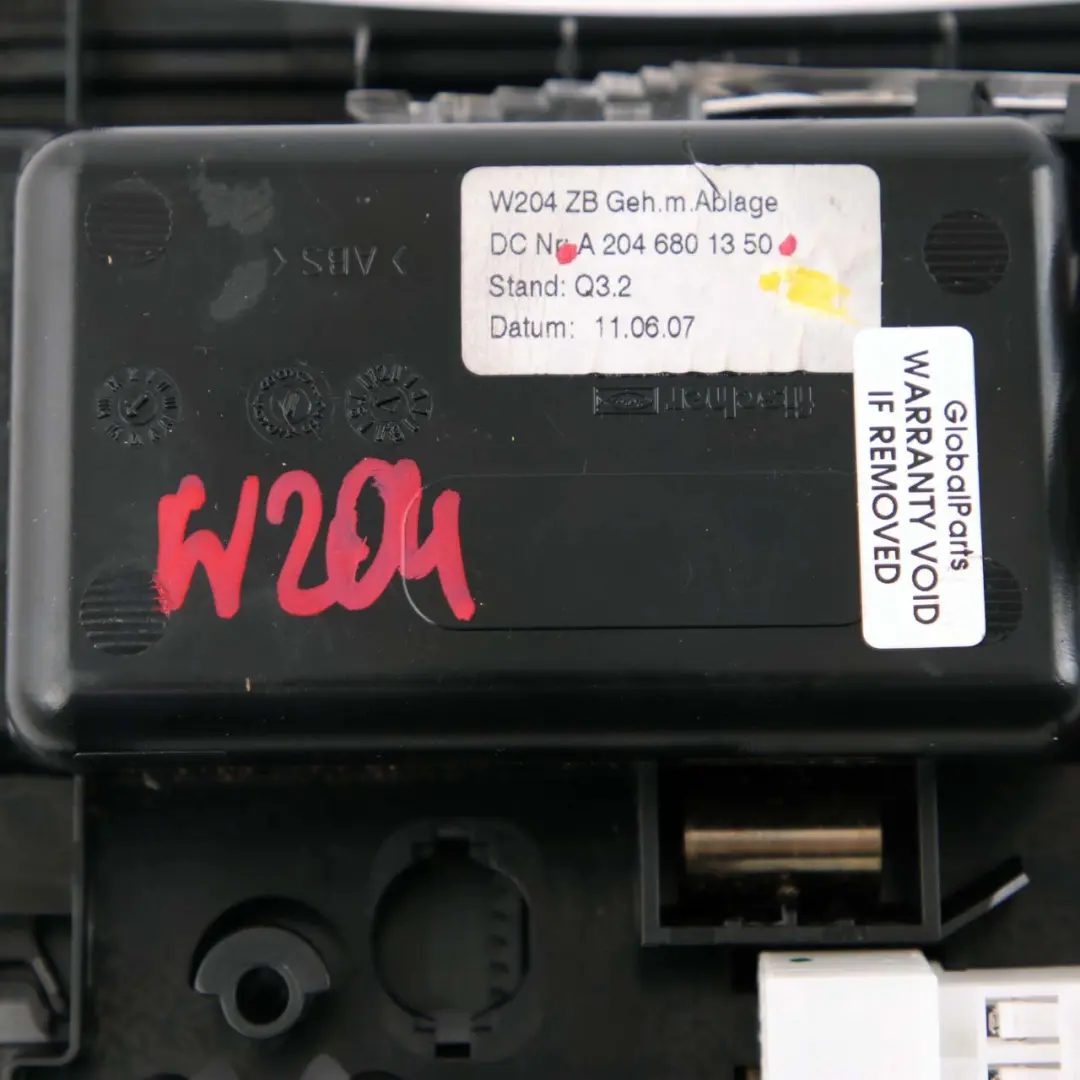 W204 ZB Geh.m.Ablage
DC Nr. A 204 680 13 50
Stand: Q3.2
Datum: 11.06.07
>ABS<
fischer
GlobalParts
WARRANTY VOID
IF REMOVED
W204